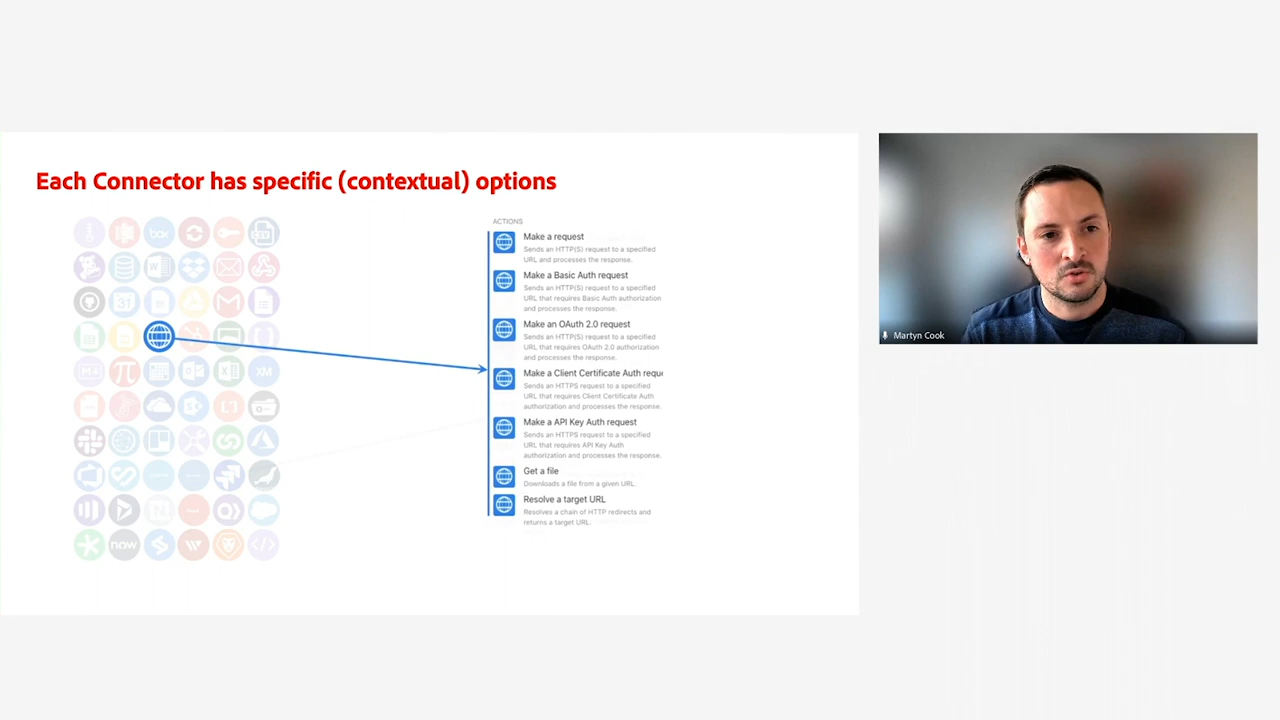 Each Connector has specific (contextual) options
box
CSV
W
31
M4
XM
now
ACTIONS
Make a request
Sends an HTTP(S) request to a specified
URL and processes the response.
Make a Basic Auth request
Sends an HTTP(S) request to a specified
URL that requires Basic Auth authorization
and processes the response.
Make an OAuth 2.0 request
Sends an HTTP(S) request to a specified
URL that requires OAuth 2.0 authorization
and processes the response.
Make a Client Certificate Auth reque
Sends an HTTPS request to a specified
URL that requires Client Certificate Auth
authorization and processes the response.
Make a API Key Auth request
Sends an HTTPS request to a specified
URL that requires API Key Auth
authorization and processes the response.
Get a file
Downloads a file from a given URL.
Resolve a target URL
Resolves a chain of HTTP redirects and
returns a target URL.
Martyn Cook